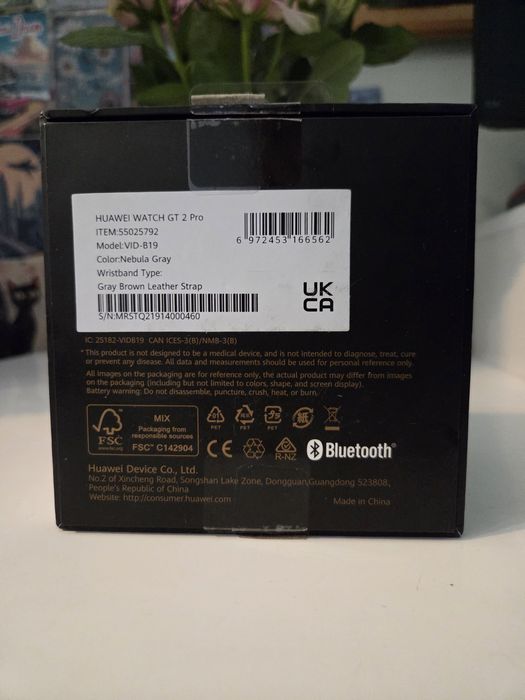 HUAWEI WATCH GT 2 Pro
ITEM:55025792
Model:VID-B19
Color:Nebula Gray
Wristband Type:
Gray Brown Leather Strap
S/N:MRSTQ21914000460
6 972453 166562
UK
CA
IC: 25182-VIDB19 CAN ICES-3(B)/NMB-3(B)
*This product is not designed to be a medical device, and is not intended to diagnose, treat, cure
or prevent any disease. All data and measurements should be used for personal reference only.
All images on the packaging are for reference only, the actual product may differ from images
on the packaging (including but not limited to colors, shape, and screen display).
Battery warning: Do not disassemble, puncture, crush, heat, or burn.
FSC
www.fsc.org
MIX
Packaging from
responsible sources
FSC™ C142904
01
PET
PET
CE
R-NZ
Bluetooth®
Huawei Device Co., Ltd.
No.2 of Xincheng Road, Songshan Lake Zone, Dongguan,Guangdong 523808,
People's Republic of China
Website: http://consumer.huawei.com
Made in China